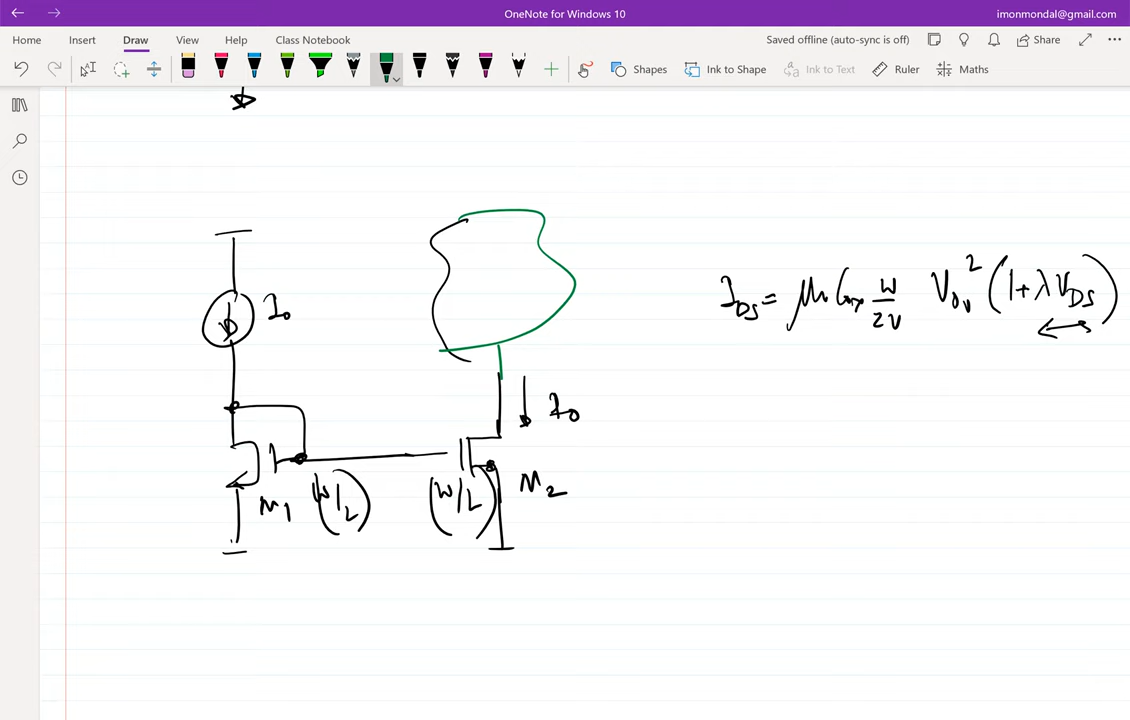 OneNote for Windows 10
imonmondal@gmail.com
Home Insert Draw View Help Class Notebook
Saved offline (auto-sync is off) Share
Shapes Ink to Shape Ink to Text Ruler Maths
I₀
I_DS = μn Cox W/2L V_ov² (1+λV_DS)
I₀
M₁ (W/L) (W/L) M₂